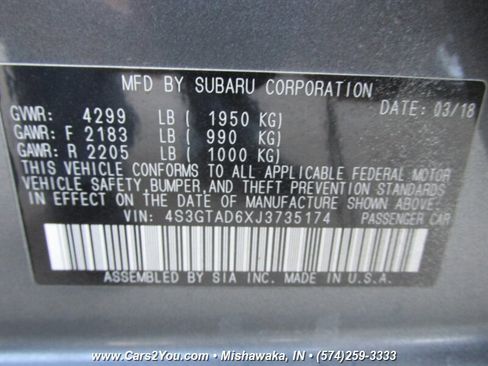 MFD BY SUBARU CORPORATION
GVWR: 4299 LB ( 1950 KG) DATE: 03/18
GAWR: F 2183 LB ( 990 KG)
GAWR: R 2205 LB ( 1000 KG)
THIS VEHICLE CONFORMS TO ALL APPLICABLE FEDERAL MOTOR
VEHICLE SAFETY,BUMPER,AND THEFT PREVENTION STANDARDS
IN EFFECT ON THE DATE OF MANUFACTURE SHOWN ABOVE.
VIN: 4S3GTAD6XJ3735174 PASSENGER CAR
ASSEMBLED BY SIA INC. MADE IN U.S.A.
www.Cars2You.com - Mishawaka, IN - (574)259-3333